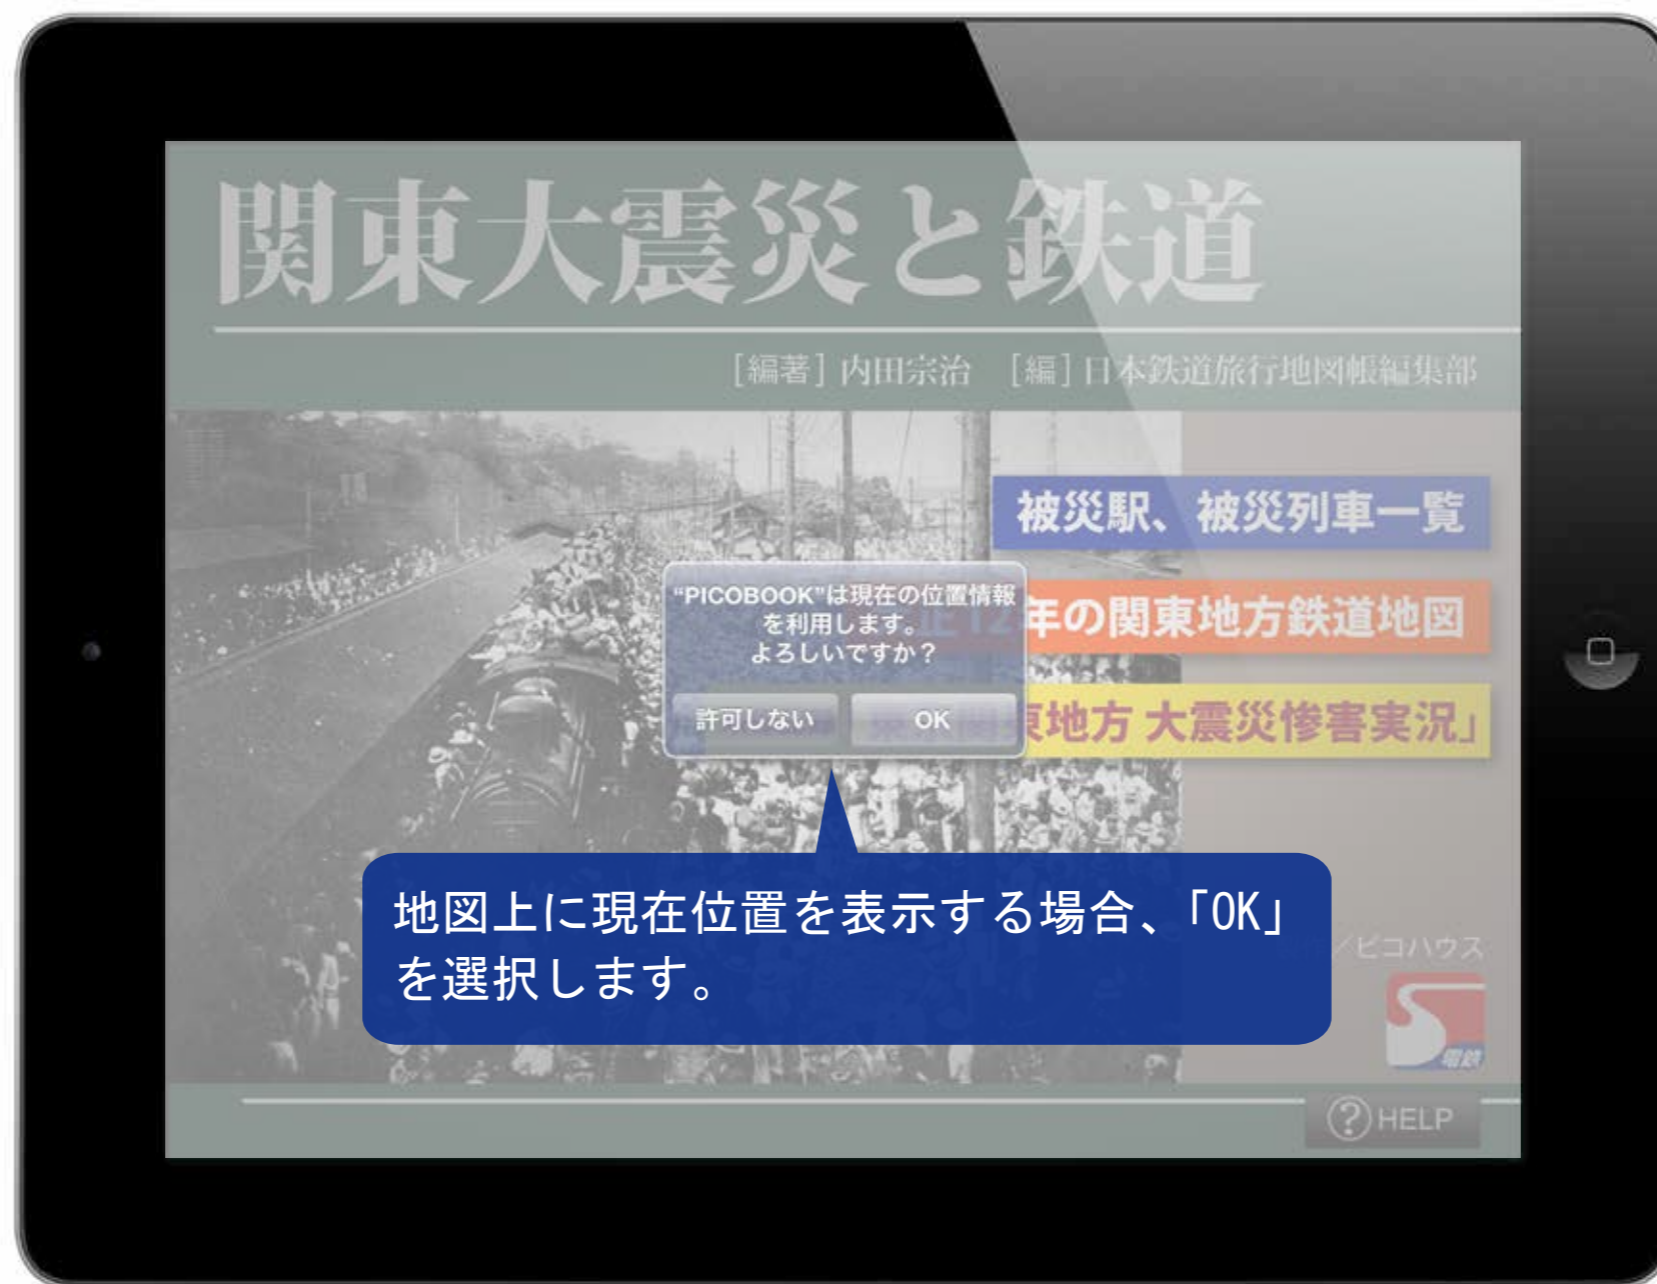 関東大震災と鉄道
[編著] 内田宗治 [編] 日本鉄道旅行地図帳編集部
被災駅、被災列車一覧
正12年の関東地方鉄道地図
地方 大震災惨害実況」
“PICOBOOK”は現在の位置情報
を利用します。
よろしいですか？
許可しない
OK
地図上に現在位置を表示する場合、「OK」
を選択します。
／ピコハウス
S
電鉄
? HELP